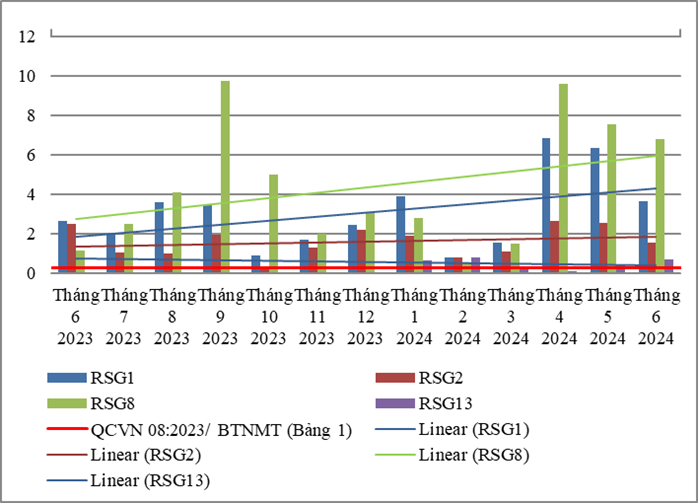 12
10
8
6
4
2
0
Tháng Tháng Tháng Tháng Tháng Tháng Tháng Tháng Tháng Tháng Tháng Tháng Tháng
6 7 8 9 10 11 12 1 2 3 4 5 6
2023 2023 2023 2023 2023 2023 2023 2024 2024 2024 2024 2024 2024
RSG1 RSG2
RSG8 RSG13
QCVN 08:2023/ BTNMT (Bảng 1) Linear (RSG1)
Linear (RSG2) Linear (RSG8)
Linear (RSG13)